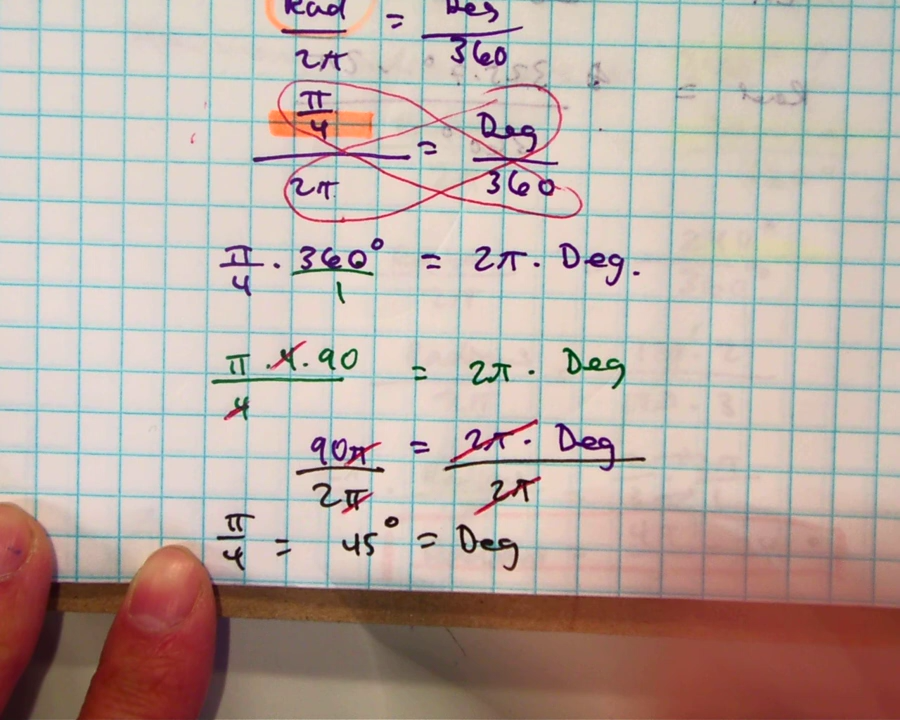 Rad = Deg
2π 360
π
4 = Deg
2π 360
π/4 · 360° = 2π · Deg.
1
π · 4 · 90 = 2π · Deg
4
90π = 2π · Deg
2π 2π
π/4 = 45° = Deg